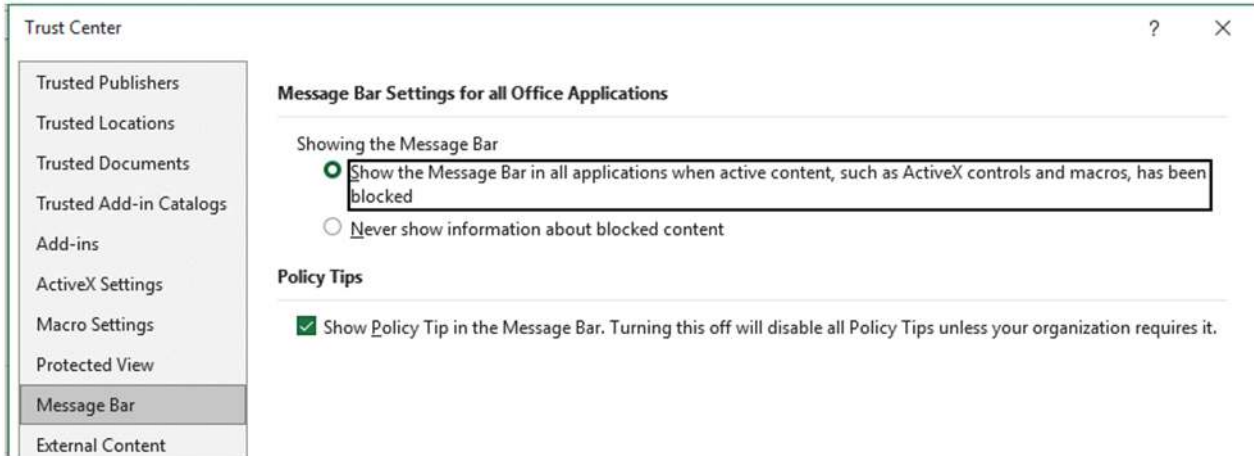 Trust Center
?
Trusted Publishers
Trusted Locations
Trusted Documents
Trusted Add-in Catalogs
Add-ins
ActiveX Settings
Macro Settings
Protected View
Message Bar
External Content
Message Bar Settings for all Office Applications
Showing the Message Bar
Show the Message Bar in all applications when active content, such as ActiveX controls and macros, has been
blocked
Never show information about blocked content
Policy Tips
Show Policy Tip in the Message Bar. Turning this off will disable all Policy Tips unless your organization requires it.